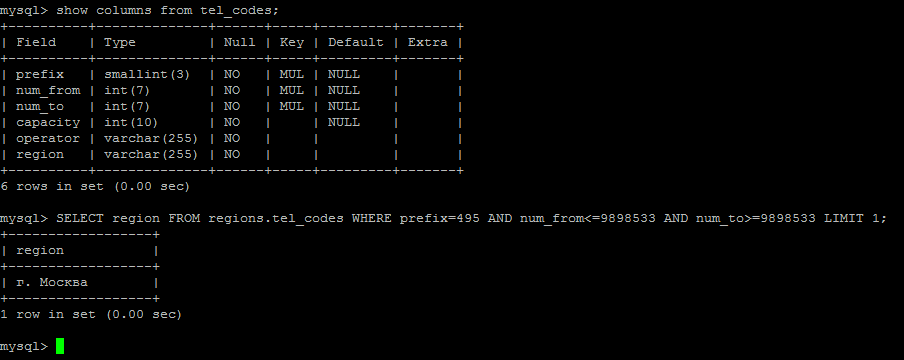 mysql> show columns from tel_codes;
+----------+--------------+------+-----+---------+-------+
| Field    | Type         | Null | Key | Default | Extra |
+----------+--------------+------+-----+---------+-------+
| prefix   | smallint(3)  | NO   | MUL | NULL    |       |
| num_from | int(7)       | NO   | MUL | NULL    |       |
| num_to   | int(7)       | NO   | MUL | NULL    |       |
| capacity | int(10)      | NO   |     | NULL    |       |
| operator | varchar(255) | NO   |     |         |       |
| region   | varchar(255) | NO   |     |         |       |
+----------+--------------+------+-----+---------+-------+
6 rows in set (0.00 sec)
mysql> SELECT region FROM regions.tel_codes WHERE prefix=495 AND num_from<=9898533 AND num_to>=9898533 LIMIT 1;
+------------------+
| region           |
+------------------+
| г. Москва        |
+------------------+
1 row in set (0.00 sec)
mysql>